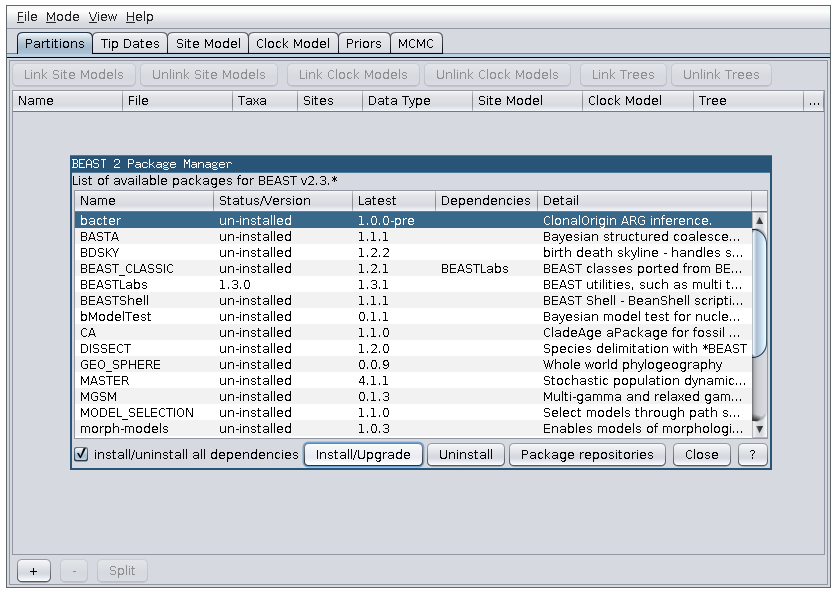 File Mode View Help
Partitions Tip Dates Site Model Clock Model Priors MCMC
Link Site Models Unlink Site Models Link Clock Models Unlink Clock Models Link Trees Unlink Trees
Name File Taxa Sites Data Type Site Model Clock Model Tree ...
BEAST 2 Package Manager
List of available packages for BEAST v2.3.*
Name Status/Version Latest Dependencies Detail
bacter un-installed 1.0.0-pre ClonalOrigin ARG inference.
BASTA un-installed 1.1.1 Bayesian structured coalesce...
BDSKY un-installed 1.2.2 birth death skyline - handles s...
BEAST_CLASSIC un-installed 1.2.1 BEASTLabs BEAST classes ported from BE...
BEASTLabs 1.3.0 1.3.1 BEAST utilities, such as multi t...
BEASTShell un-installed 1.1.1 BEAST Shell - BeanShell scripti...
bModelTest un-installed 0.1.1 Bayesian model test for nucle...
CA un-installed 1.1.0 CladeAge aPackage for fossil ...
DISSECT un-installed 1.2.0 Species delimitation with *BEAST
GEO_SPHERE un-installed 0.0.9 Whole world phylogeography
MASTER un-installed 4.1.1 Stochastic population dynamic...
MGSM un-installed 0.1.3 Multi-gamma and relaxed gam...
MODEL_SELECTION un-installed 1.1.0 Select models through path s...
morph-models un-installed 1.0.3 Enables models of morphologi...
install/uninstall all dependencies Install/Upgrade Uninstall Package repositories Close ?
+ - Split